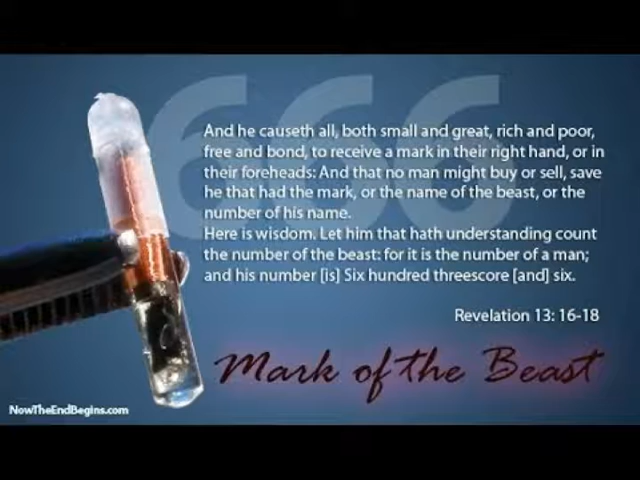 666
And he causeth all, both small and great, rich and poor,
free and bond, to receive a mark in their right hand, or in
their foreheads: And that no man might buy or sell, save
he that had the mark, or the name of the beast, or the
number of his name.
Here is wisdom. Let him that hath understanding count
the number of the beast: for it is the number of a man;
and his number [is] Six hundred threescore [and] six.
Revelation 13: 16-18
Mark of the Beast
NowTheEndBegins.com